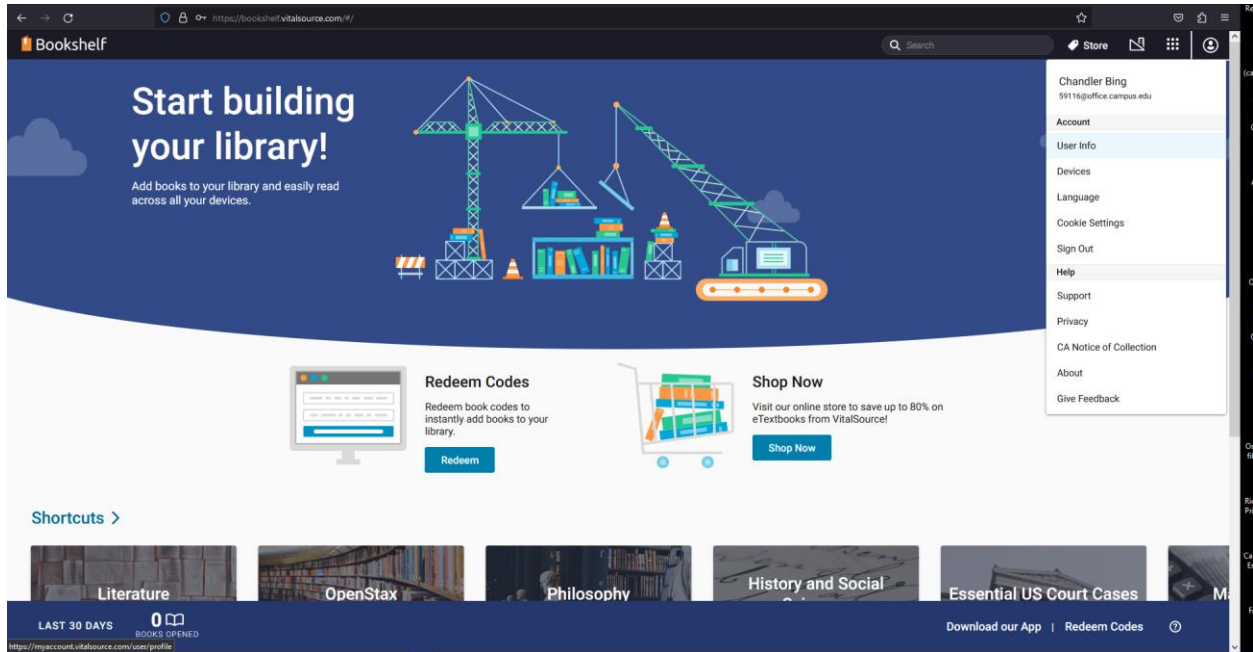 https://bookshelf.vitalsource.com/#/
Bookshelf
Search
Store
Chandler Bing
59116@office.campus.edu
Account
User Info
Devices
Language
Cookie Settings
Sign Out
Help
Support
Privacy
CA Notice of Collection
About
Give Feedback
Start building
your library!
Add books to your library and easily read
across all your devices.
Redeem Codes
Redeem book codes to
instantly add books to your
library.
Redeem
Shop Now
Visit our online store to save up to 80% on
eTextbooks from VitalSource!
Shop Now
Shortcuts >
Literature
OpenStax
Philosophy
History and Social
Essential US Court Cases
LAST 30 DAYS
0
BOOKS OPENED
Download our App | Redeem Codes
https://myaccount.vitalsource.com/user/profile